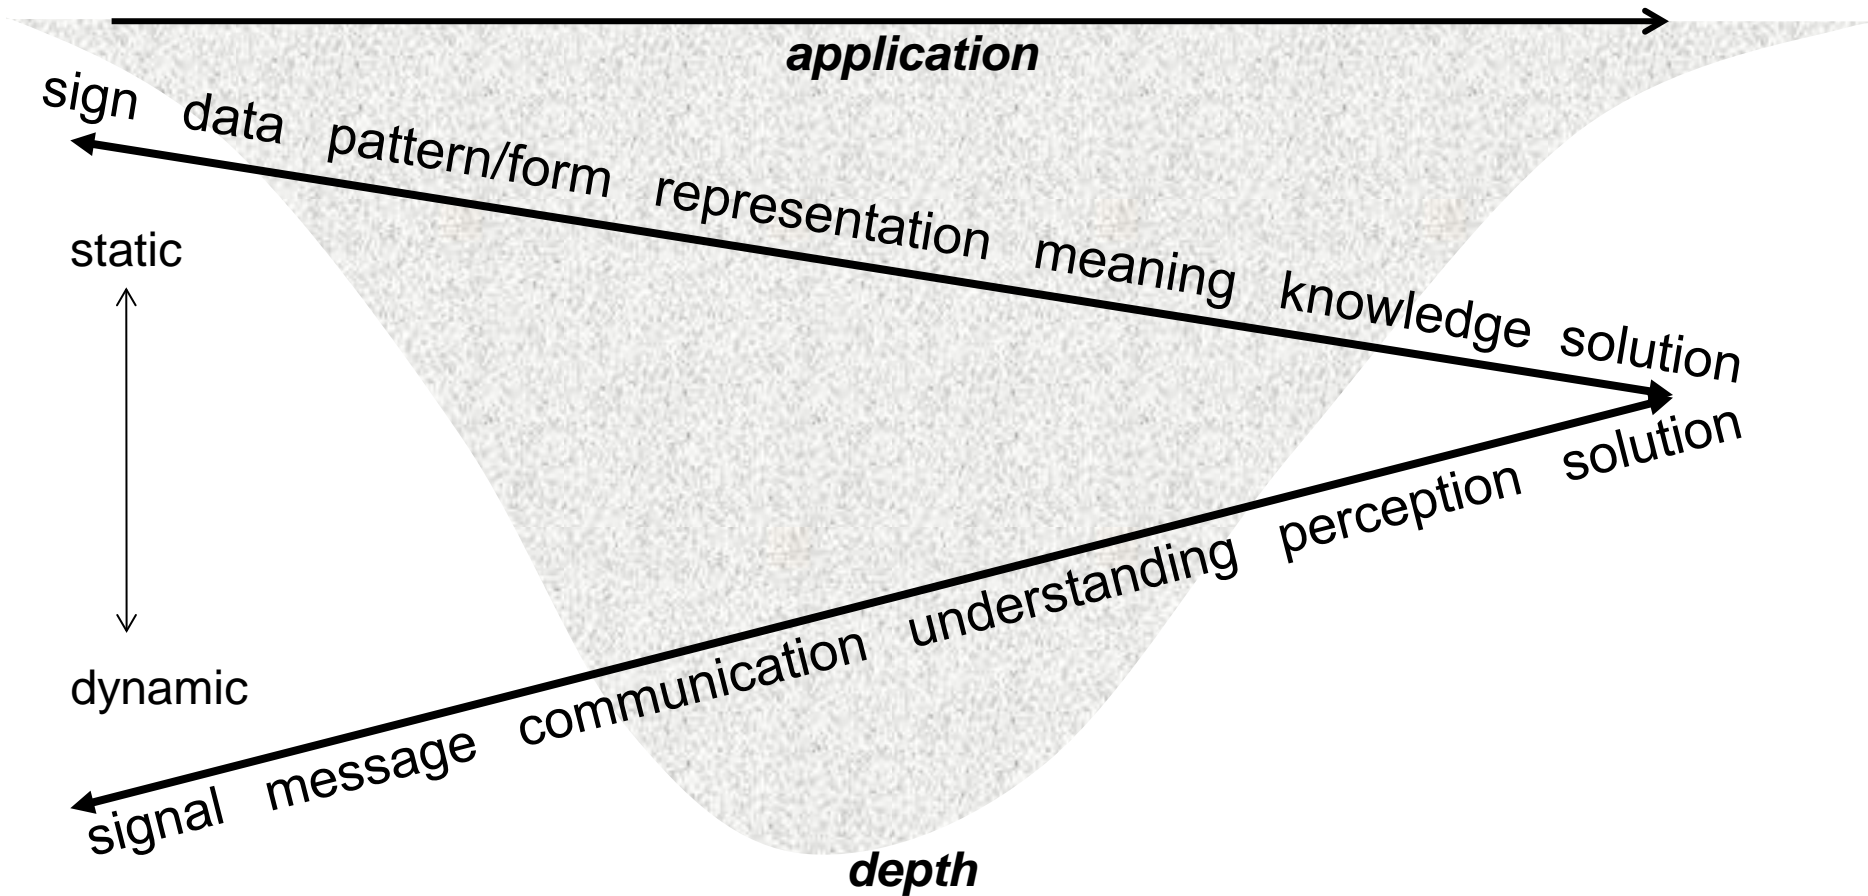 application
sign data pattern/form representation meaning knowledge solution
static
dynamic
signal message communication understanding perception solution
depth